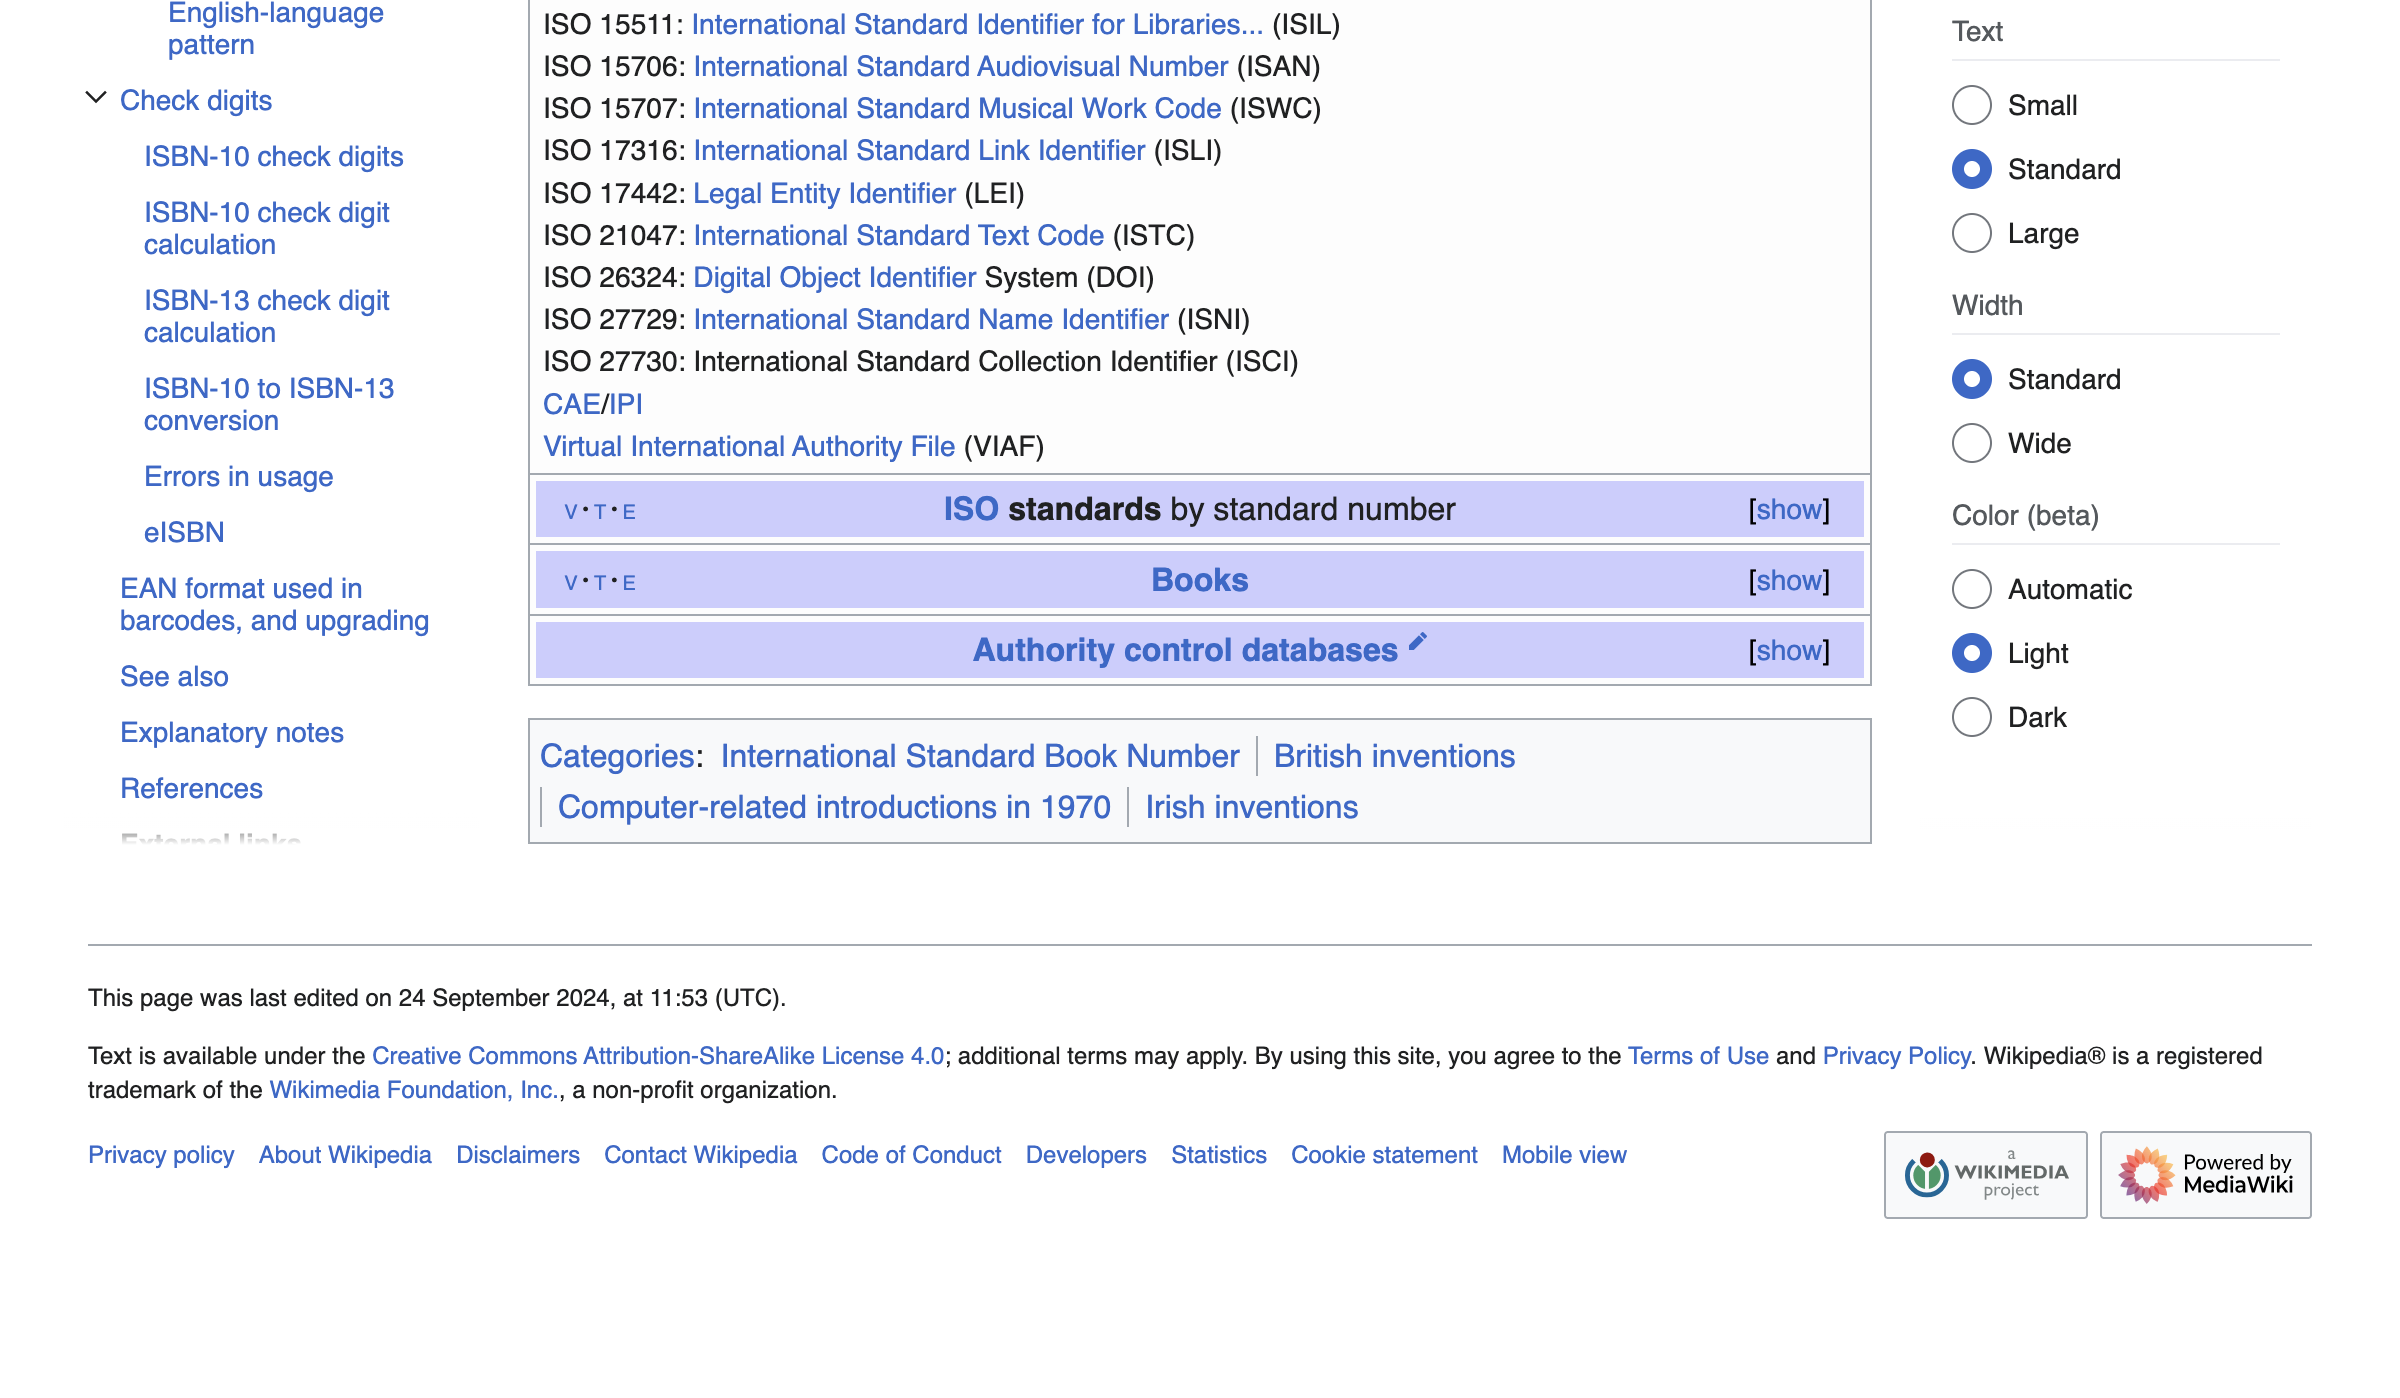 English-language
pattern
Check digits
ISBN-10 check digits
ISBN-10 check digit
calculation
ISBN-13 check digit
calculation
ISBN-10 to ISBN-13
conversion
Errors in usage
eISBN
EAN format used in
barcodes, and upgrading
See also
Explanatory notes
References
External links
ISO 15511: International Standard Identifier for Libraries... (ISIL)
ISO 15706: International Standard Audiovisual Number (ISAN)
ISO 15707: International Standard Musical Work Code (ISWC)
ISO 17316: International Standard Link Identifier (ISLI)
ISO 17442: Legal Entity Identifier (LEI)
ISO 21047: International Standard Text Code (ISTC)
ISO 26324: Digital Object Identifier System (DOI)
ISO 27729: International Standard Name Identifier (ISNI)
ISO 27730: International Standard Collection Identifier (ISCI)
CAE/IPI
Virtual International Authority File (VIAF)
V · T · E ISO standards by standard number [show]
V · T · E Books [show]
Authority control databases [show]
Categories: International Standard Book Number | British inventions
| Computer-related introductions in 1970 | Irish inventions
Text
Small
Standard
Large
Width
Standard
Wide
Color (beta)
Automatic
Light
Dark
This page was last edited on 24 September 2024, at 11:53 (UTC).
Text is available under the Creative Commons Attribution-ShareAlike License 4.0; additional terms may apply. By using this site, you agree to the Terms of Use and Privacy Policy. Wikipedia® is a registered
trademark of the Wikimedia Foundation, Inc., a non-profit organization.
Privacy policy About Wikipedia Disclaimers Contact Wikipedia Code of Conduct Developers Statistics Cookie statement Mobile view
a
WIKIMEDIA
project
Powered by
MediaWiki